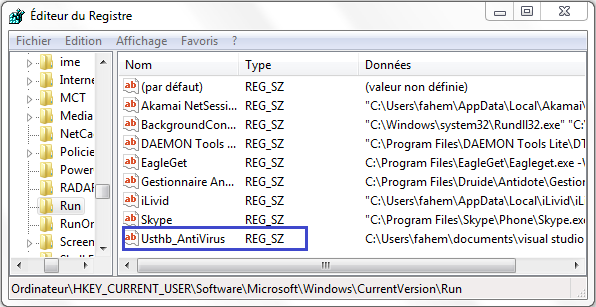 Éditeur du Registre
Fichier Edition Affichage Favoris ?
ime
Interne
MCT
Media
NetCa
Policie
Power
RADAR
Run
RunOn
Screen
Nom Type Données
(par défaut) REG_SZ (valeur non définie)
Akamai NetSessi... REG_SZ "C:\Users\fahem\AppData\Local\Akamai\
BackgroundCon... REG_SZ "C:\Windows\system32\Rundll32.exe" "C
DAEMON Tools ... REG_SZ "C:\Program Files\DAEMON Tools Lite\DT
EagleGet REG_SZ C:\Program Files\EagleGet\Eagleget.exe -
Gestionnaire An... REG_SZ C:\Program Files\Druide\Antidote\Gestion
iLivid REG_SZ "C:\Users\fahem\AppData\Local\iLivid\iL
Skype REG_SZ "C:\Program Files\Skype\Phone\Skype.ex
Usthb_AntiVirus REG_SZ C:\Users\fahem\documents\visual studio
Ordinateur\HKEY_CURRENT_USER\Software\Microsoft\Windows\CurrentVersion\Run